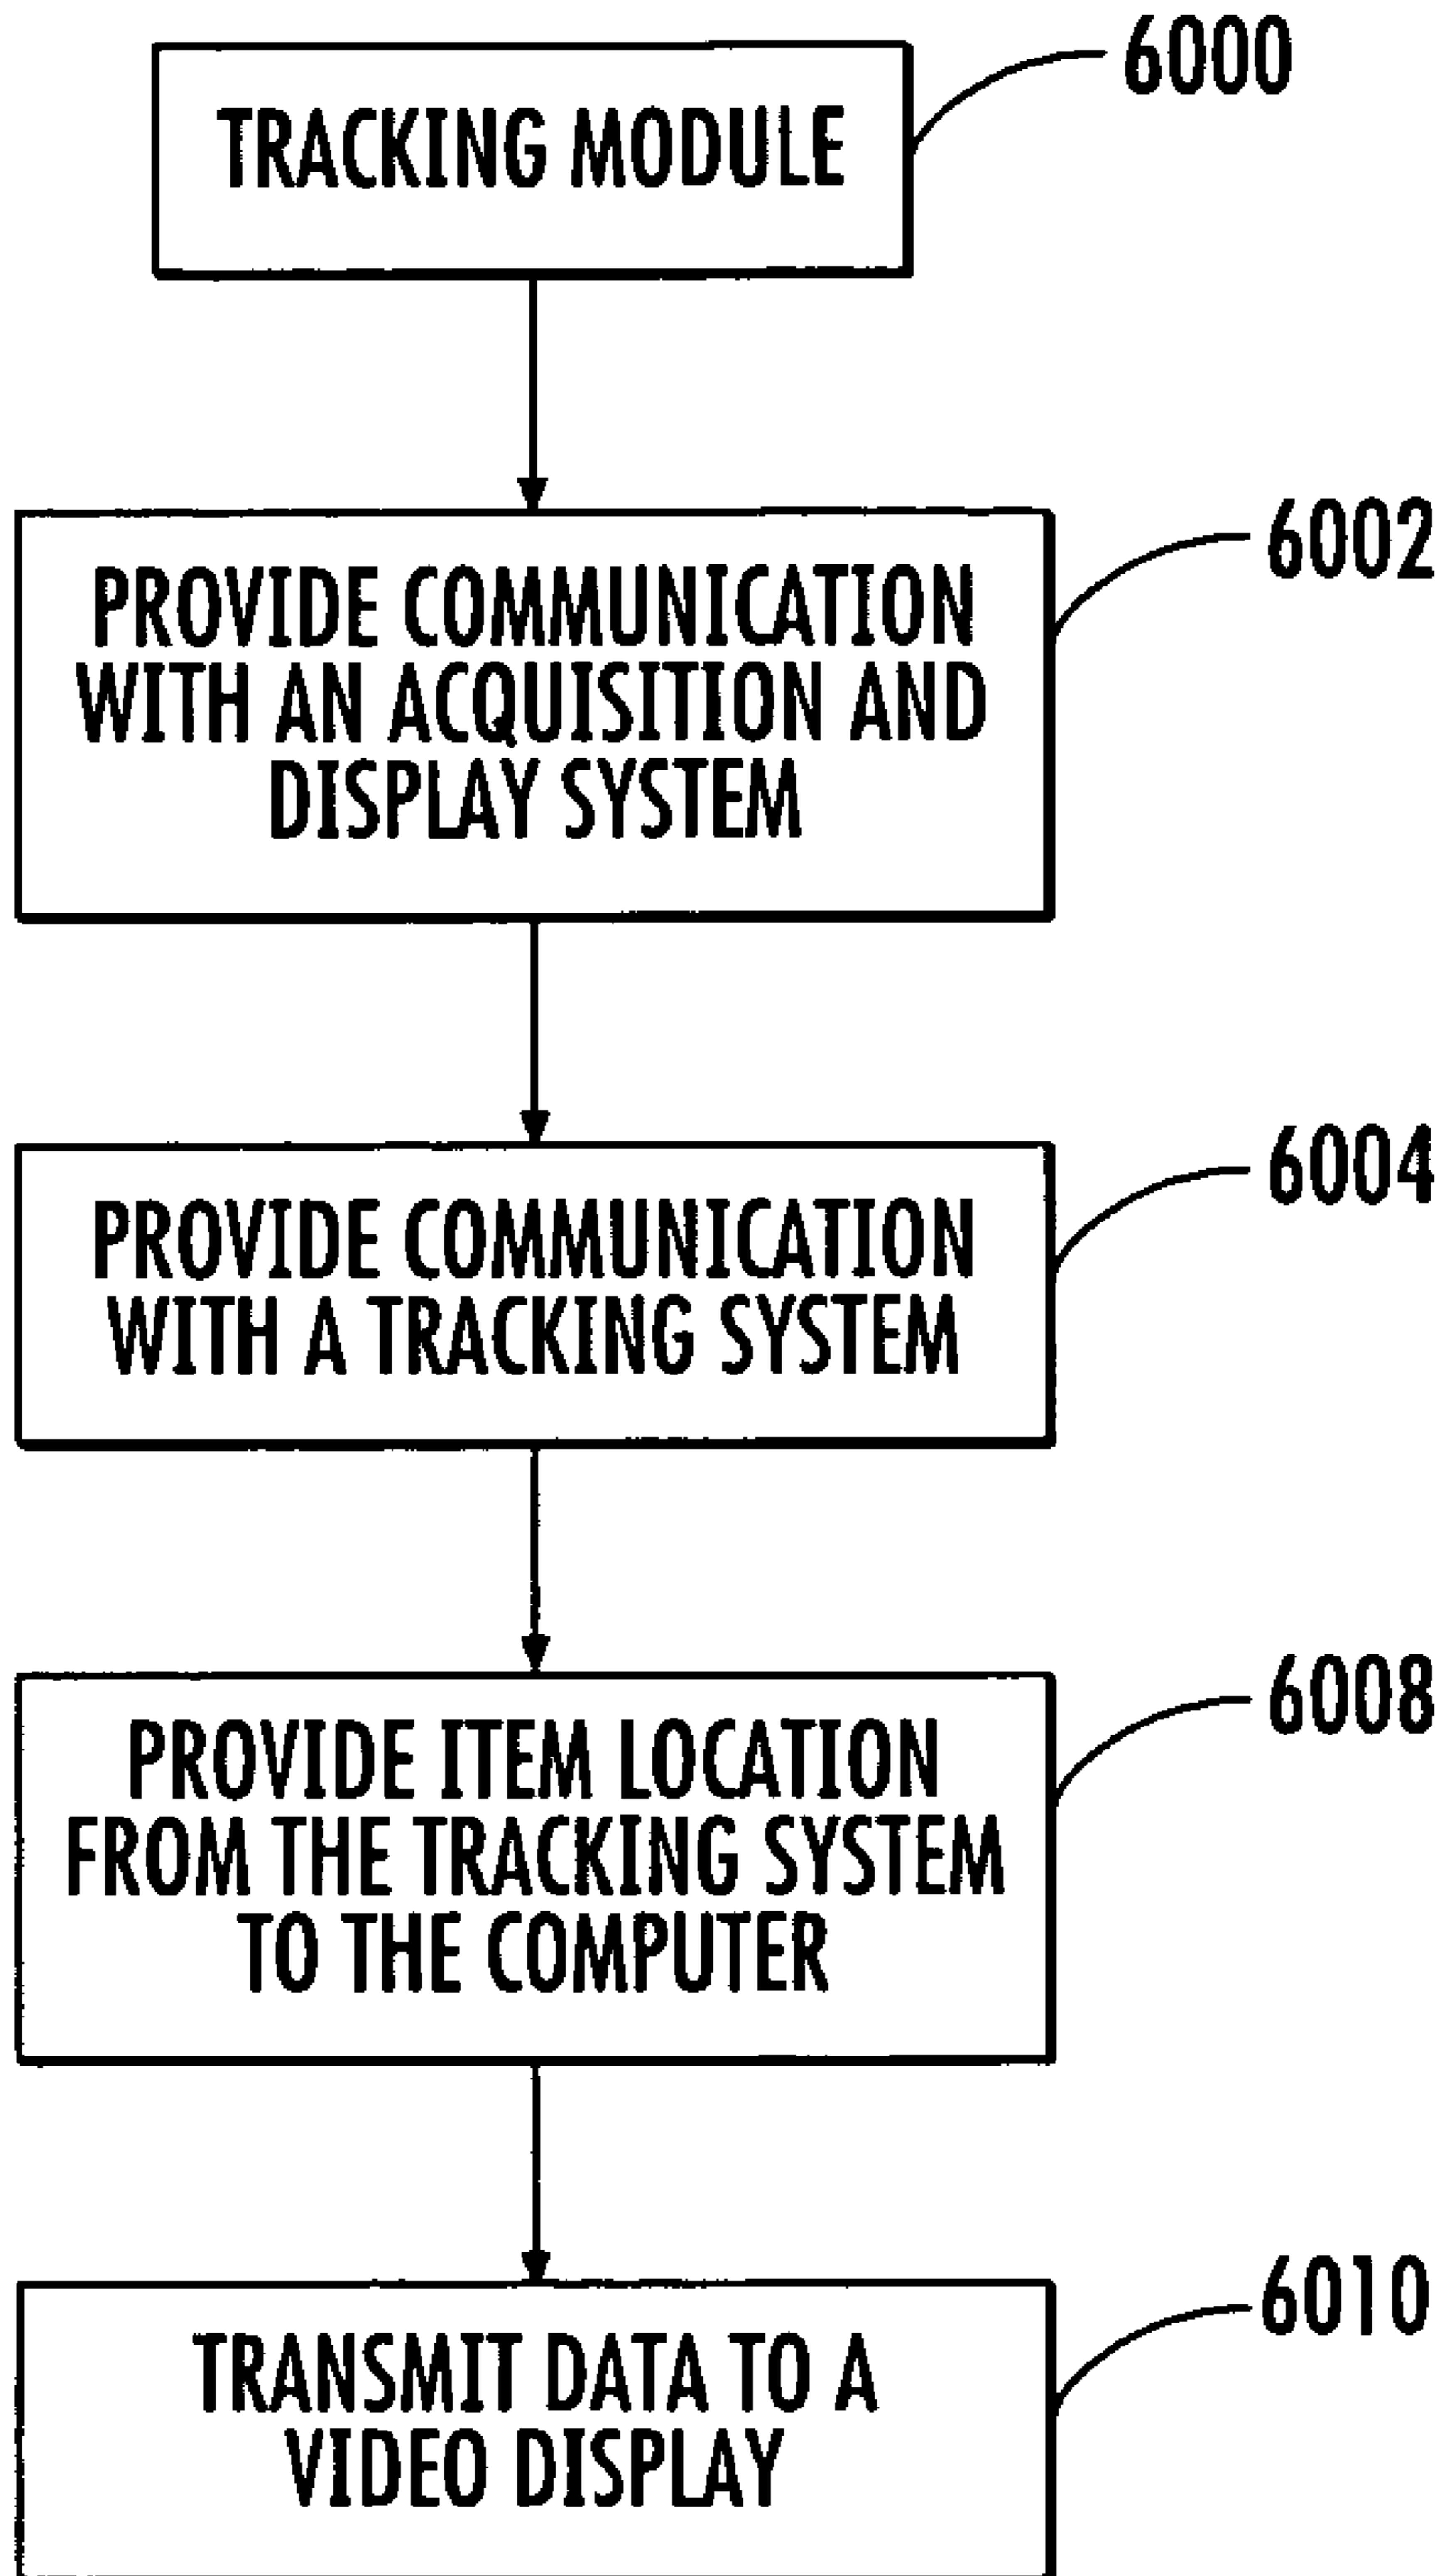 6000
TRACKING MODULE
6002
PROVIDE COMMUNICATION
WITH AN ACQUISITION AND
DISPLAY SYSTEM
6004
PROVIDE COMMUNICATION
WITH A TRACKING SYSTEM
6008
PROVIDE ITEM LOCATION
FROM THE TRACKING SYSTEM
TO THE COMPUTER
6010
TRANSMIT DATA TO A
VIDEO DISPLAY